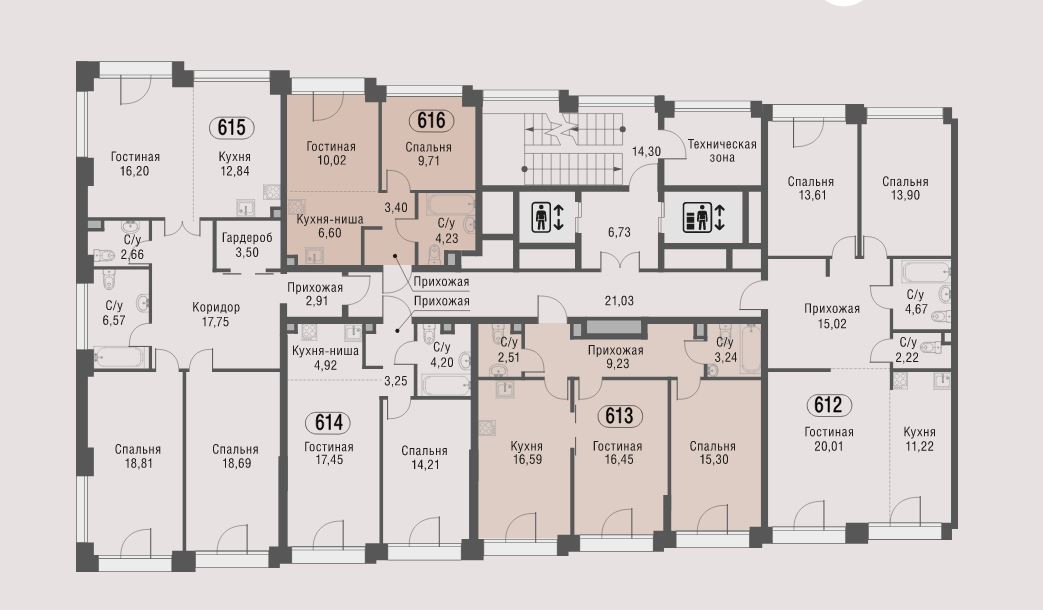 615
Гостиная
16,20
Кухня
12,84
Гостиная
10,02
616
Спальня
9,71
14,30
Техническая
зона
Спальня
13,61
Спальня
13,90
С/у
2,66
Гардероб
3,50
3,40
Кухня-ниша
6,60
С/у
4,23
6,73
С/у
6,57
Коридор
17,75
Прихожая
2,91
Прихожая
Прихожая
21,03
Прихожая
15,02
С/у
4,67
Кухня-ниша
4,92
С/у
4,20
3,25
С/у
2,51
Прихожая
9,23
С/у
3,24
С/у
2,22
Спальня
18,81
Спальня
18,69
614
Гостиная
17,45
Спальня
14,21
Кухня
16,59
613
Гостиная
16,45
Спальня
15,30
612
Гостиная
20,01
Кухня
11,22